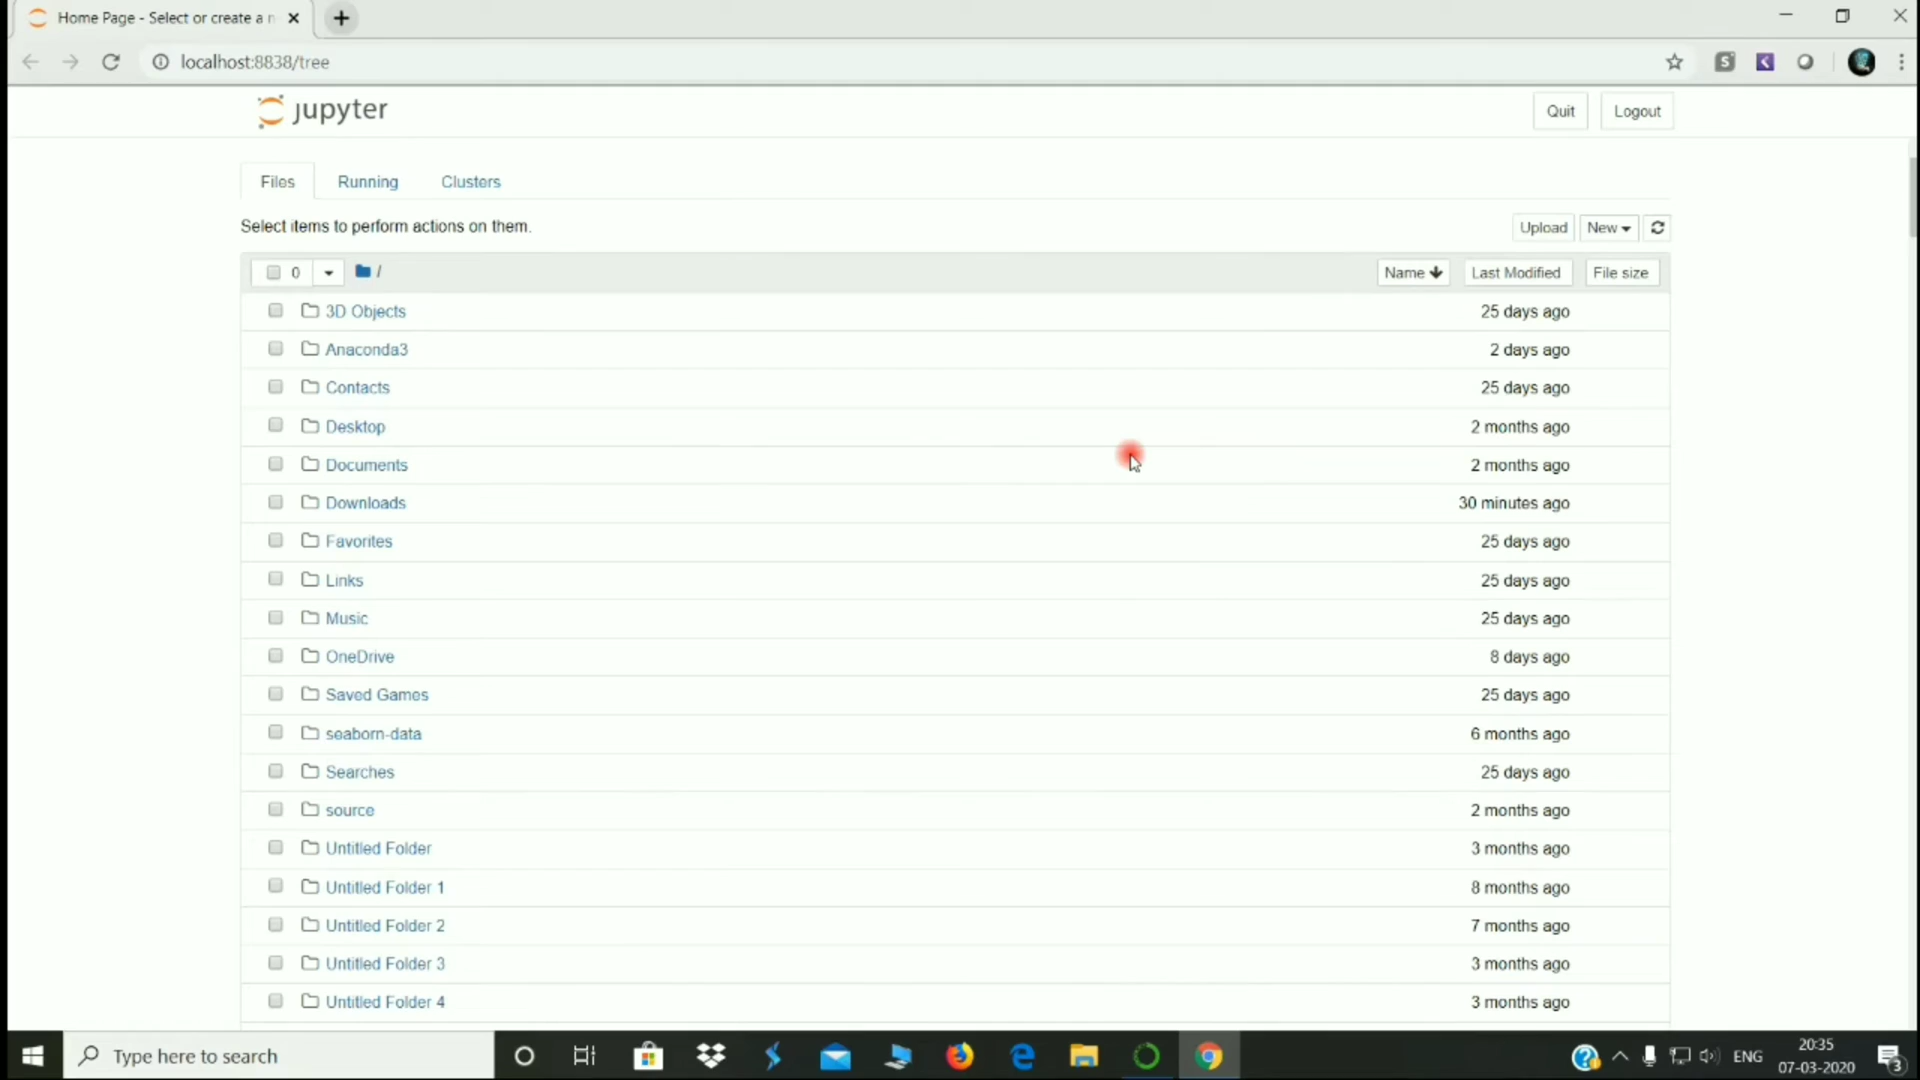 Home Page - Select or create a n
localhost:8838/tree
jupyter
Quit Logout
Files Running Clusters
Select items to perform actions on them.
Upload New
0 / Name Last Modified File size
3D Objects 25 days ago
Anaconda3 2 days ago
Contacts 25 days ago
Desktop 2 months ago
Documents 2 months ago
Downloads 30 minutes ago
Favorites 25 days ago
Links 25 days ago
Music 25 days ago
OneDrive 8 days ago
Saved Games 25 days ago
seaborn-data 6 months ago
Searches 25 days ago
source 2 months ago
Untitled Folder 3 months ago
Untitled Folder 1 8 months ago
Untitled Folder 2 7 months ago
Untitled Folder 3 3 months ago
Untitled Folder 4 3 months ago
Type here to search
ENG
20:35
07-03-2020
3